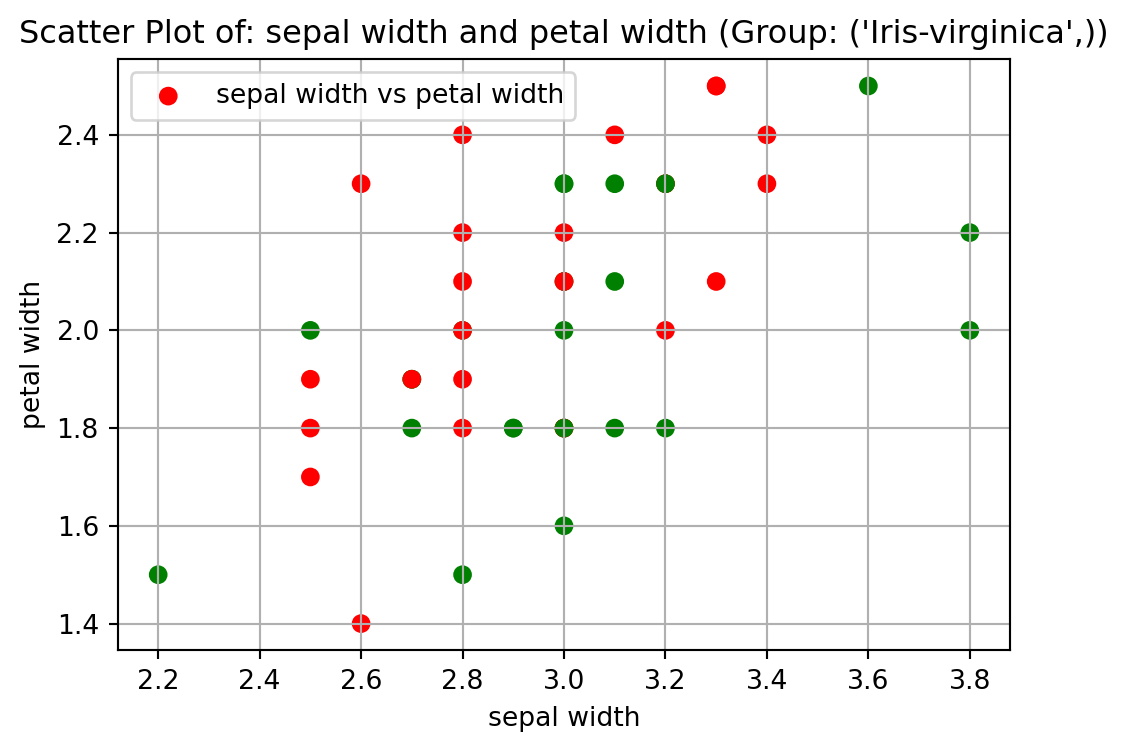 Scatter Plot of: sepal width and petal width (Group: ('Iris-virginica',))
sepal width vs petal width
petal width
2.4
2.2
2.0
1.8
1.6
1.4
2.2 2.4 2.6 2.8 3.0 3.2 3.4 3.6 3.8
sepal width